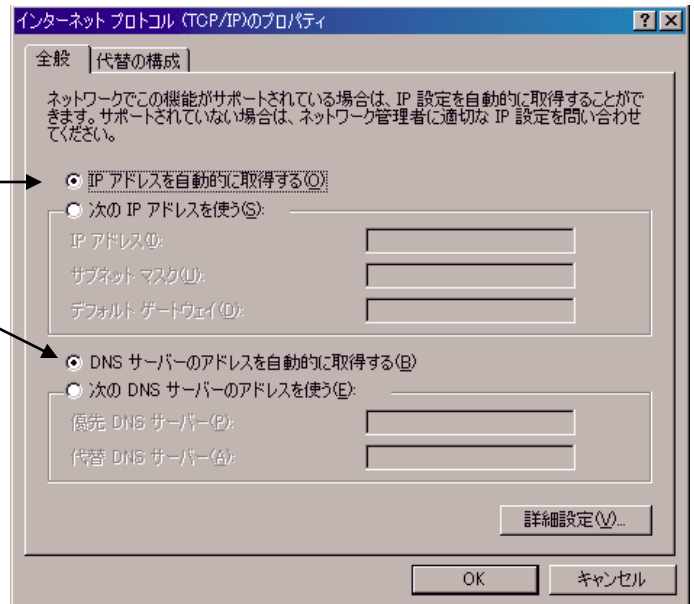 インターネット プロトコル (TCP/IP)のプロパティ
全般
代替の構成
ネットワークでこの機能がサポートされている場合は、IP 設定を自動的に取得することがで
きます。サポートされていない場合は、ネットワーク管理者に適切な IP 設定を問い合わせ
てください。
IP アドレスを自動的に取得する(O)
次の IP アドレスを使う(S):
IP アドレス(I):
サブネット マスク(U):
デフォルト ゲートウェイ(D):
DNS サーバーのアドレスを自動的に取得する(B)
次の DNS サーバーのアドレスを使う(E):
優先 DNS サーバー(P):
代替 DNS サーバー(A):
詳細設定(V)...
OK
キャンセル